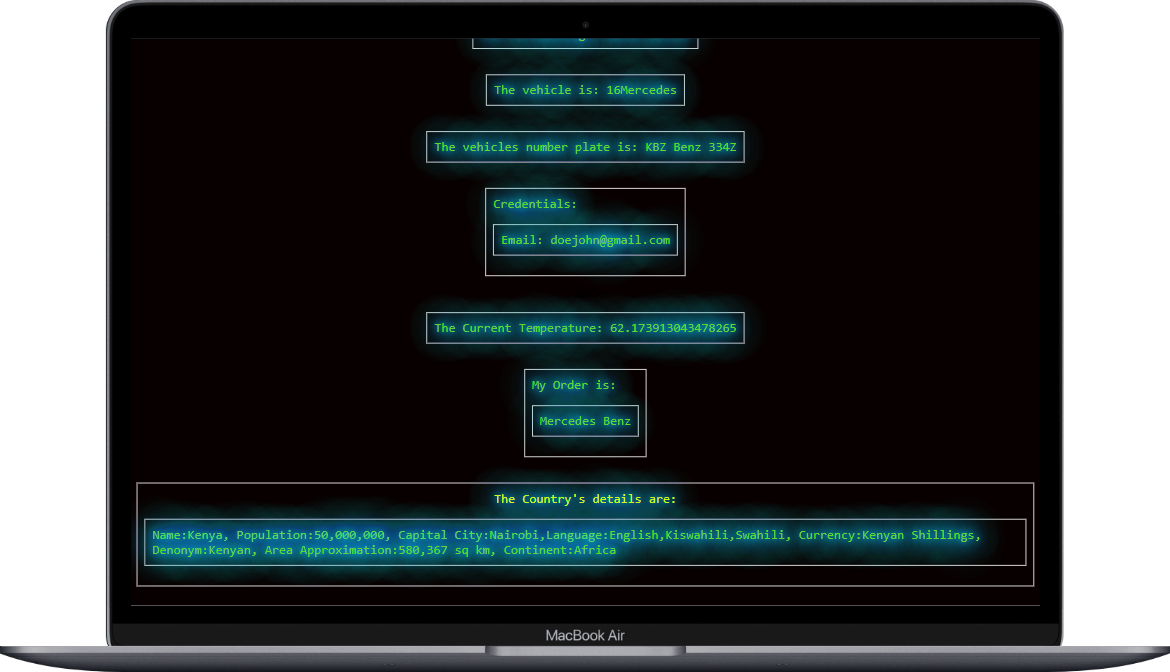 The vehicle is: 16Mercedes
The vehicles number plate is: KBZ Benz 334Z
Credentials:
Email: doejohn@gmail.com
The Current Temperature: 62.173913043478265
My Order is:
Mercedes Benz
The Country's details are:
Name:Kenya, Population:50,000,000, Capital City:Nairobi,Language:English,Kiswahili,Swahili, Currency:Kenyan Shillings,
Denonym:Kenyan, Area Approximation:580,367 sq km, Continent:Africa
MacBook Air